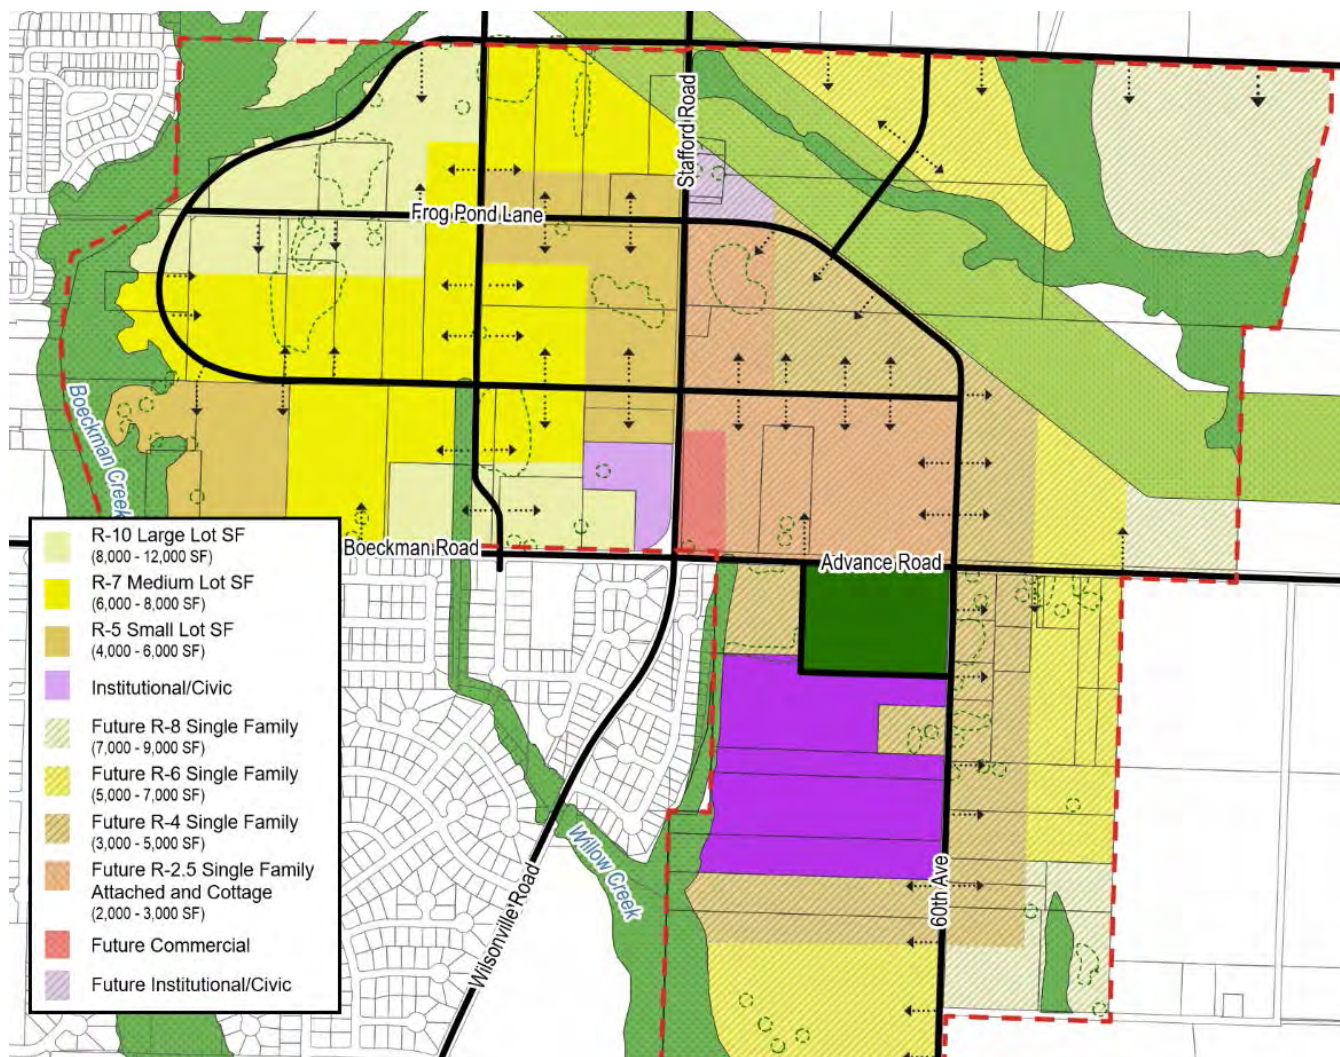 Stafford Road
Frog Pond Lane
Boeckman Creek
Boeckman Road
Advance Road
R-10 Large Lot SF
(8,000 - 12,000 SF)
R-7 Medium Lot SF
(6,000 - 8,000 SF)
R-5 Small Lot SF
(4,000 - 6,000 SF)
Institutional/Civic
Future R-8 Single Family
(7,000 - 9,000 SF)
Future R-6 Single Family
(5,000 - 7,000 SF)
Future R-4 Single Family
(3,000 - 5,000 SF)
Future R-2.5 Single Family
Attached and Cottage
(2,000 - 3,000 SF)
Future Commercial
Future Institutional/Civic
Willow Creek
Wilsonville Road
60th Ave